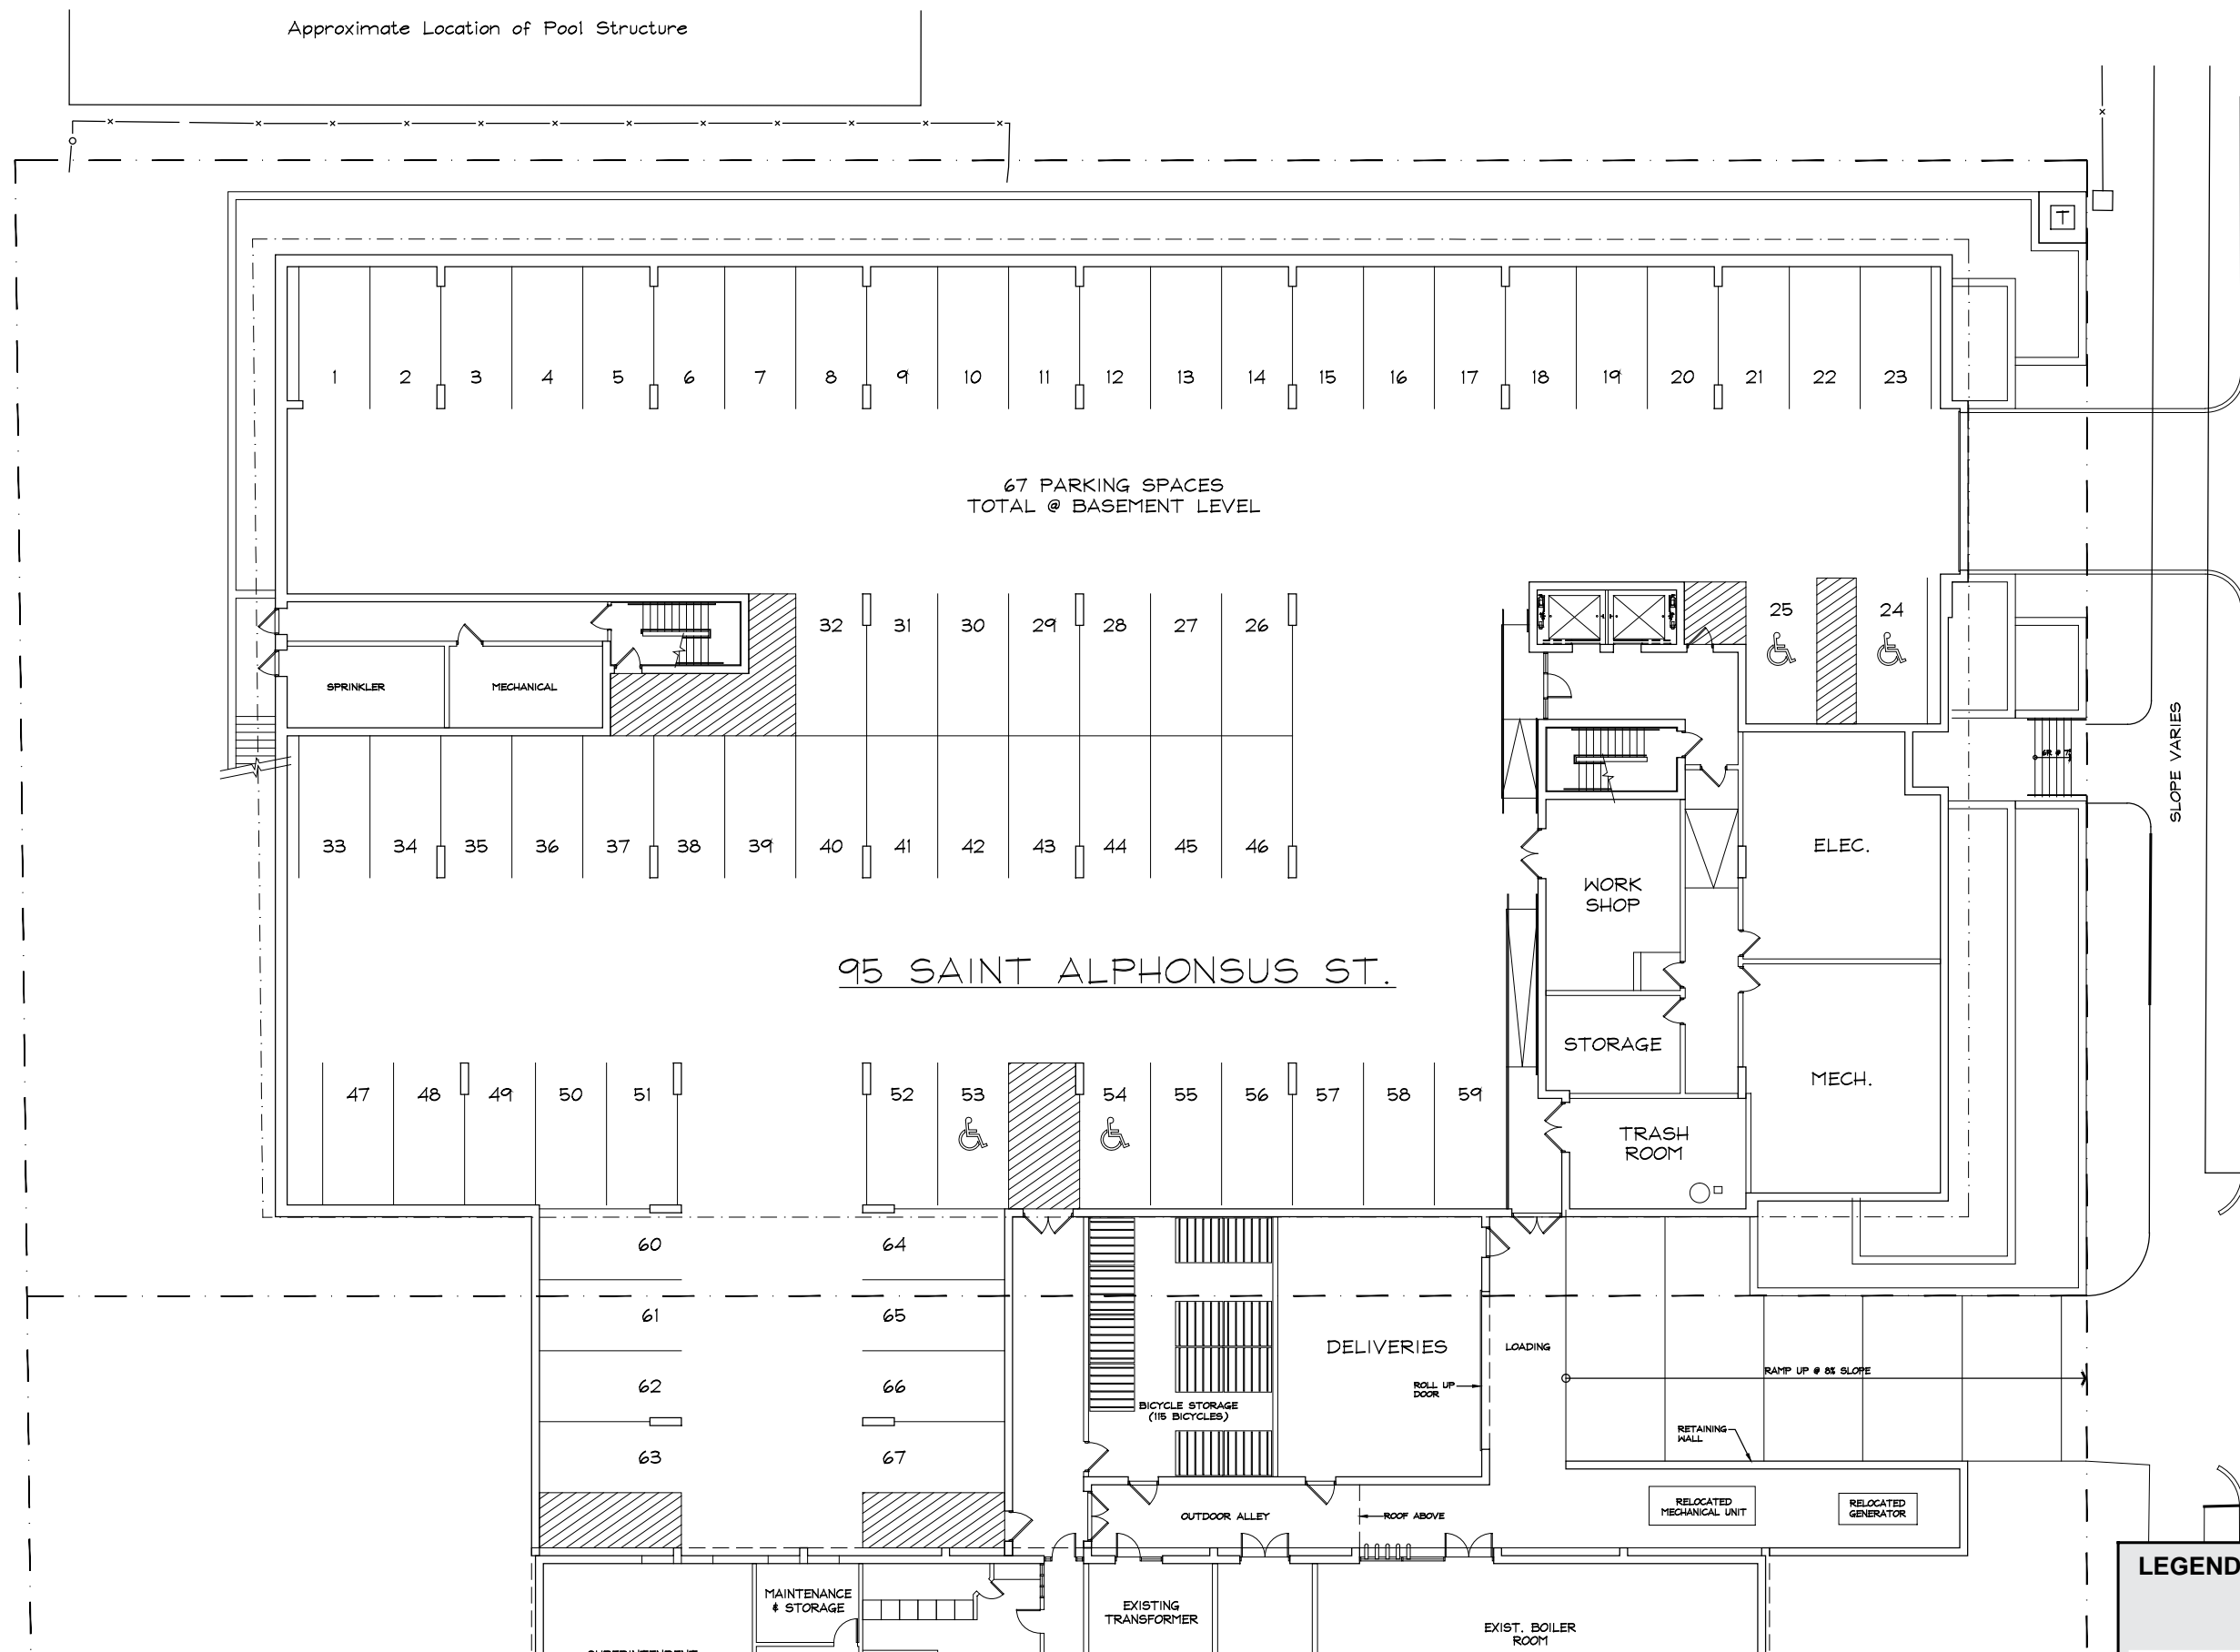 Approximate Location of Pool Structure
T
1 2 3 4 5 6 7 8 9 10 11 12 13 14 15 16 17 18 19 20 21 22 23
67 PARKING SPACES
TOTAL @ BASEMENT LEVEL
32 31 30 29 28 27 26
25 24
SPRINKLER
MECHANICAL
SLOPE VARIES
33 34 35 36 37 38 39 40 41 42 43 44 45 46
ELEC.
WORK
SHOP
95 SAINT ALPHONSUS ST.
STORAGE
MECH.
47 48 49 50 51 52 53 54 55 56 57 58 59
TRASH
ROOM
60 64
61 65
62 66
63 67
DELIVERIES
LOADING
RAMP UP @ 8% SLOPE
ROLL UP
DOOR
BICYCLE STORAGE
(115 BICYCLES)
RETAINING
WALL
OUTDOOR ALLEY
ROOF ABOVE
RELOCATED
MECHANICAL UNIT
RELOCATED
GENERATOR
LEGEND
MAINTENANCE
& STORAGE
EXISTING
TRANSFORMER
EXIST. BOILER
ROOM